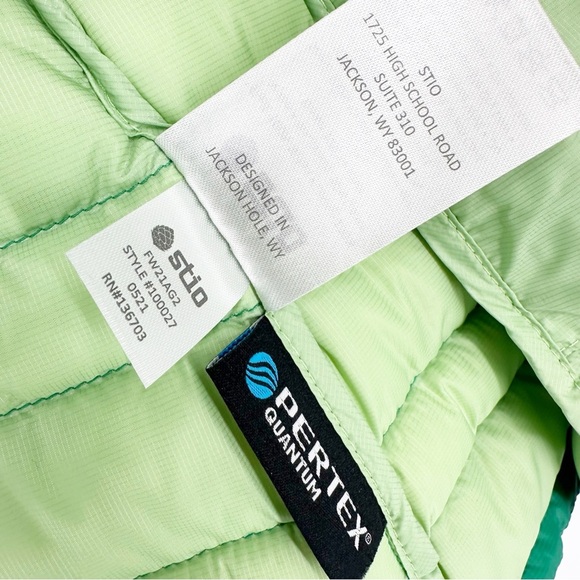 STIO
1725 HIGH SCHOOL ROAD
SUITE 310
JACKSON, WY 83001
DESIGNED IN
JACKSON HOLE, WY
stio
FW21AG2
STYLE #100027
0521
RN#136703
PERTEX®
QUANTUM